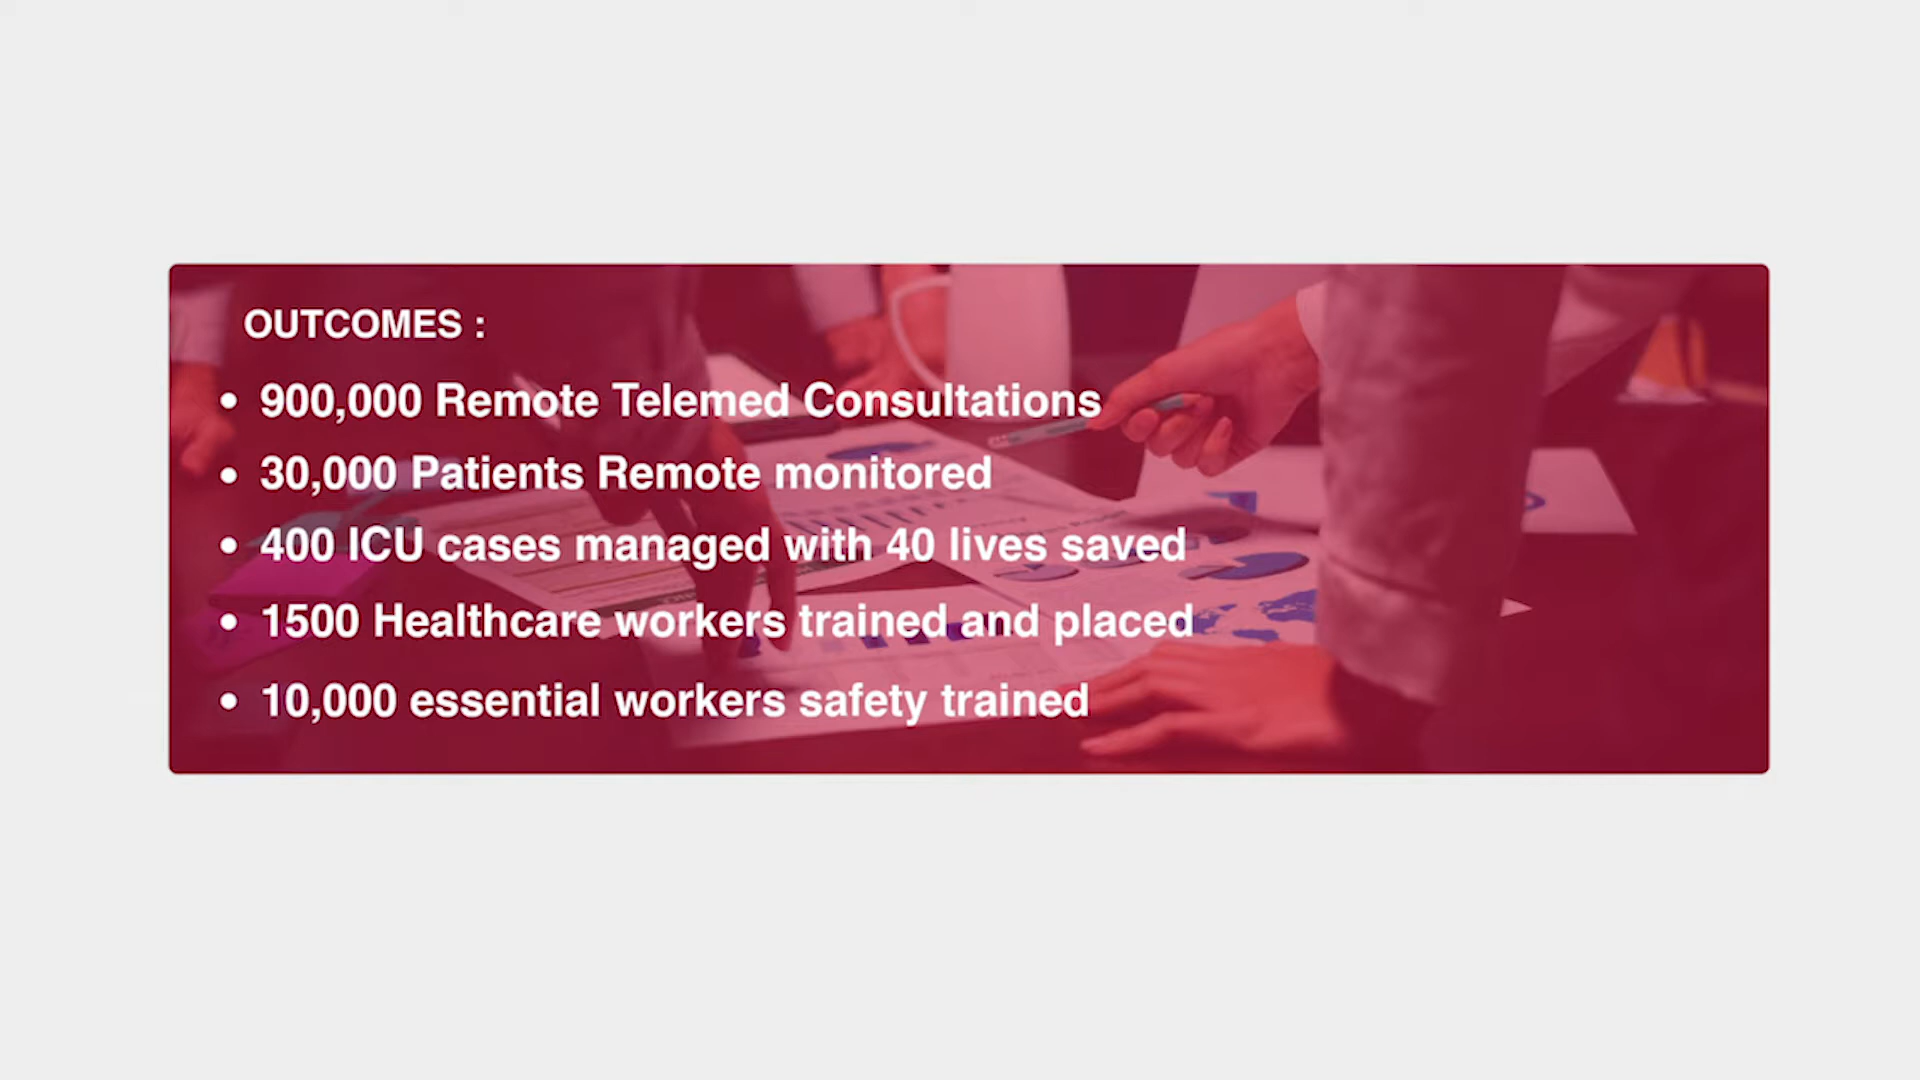 OUTCOMES :
• 900,000 Remote Telemed Consultations
• 30,000 Patients Remote monitored
• 400 ICU cases managed with 40 lives saved
• 1500 Healthcare workers trained and placed
• 10,000 essential workers safety trained